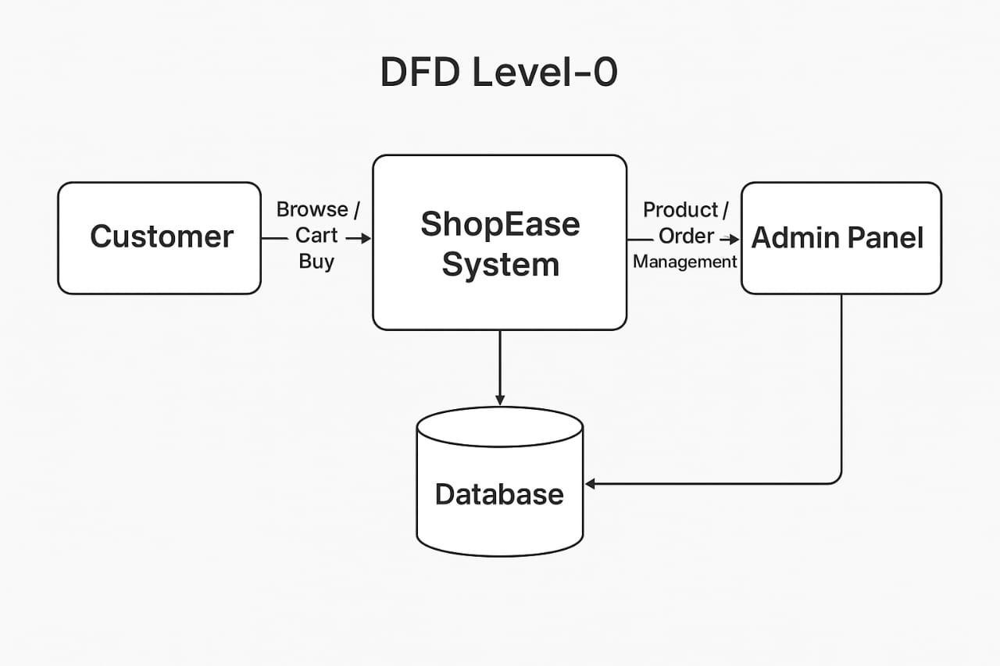 DFD Level-0
Customer
Browse /
Cart
Buy
ShopEase
System
Product /
Order
Management
Admin Panel
Database